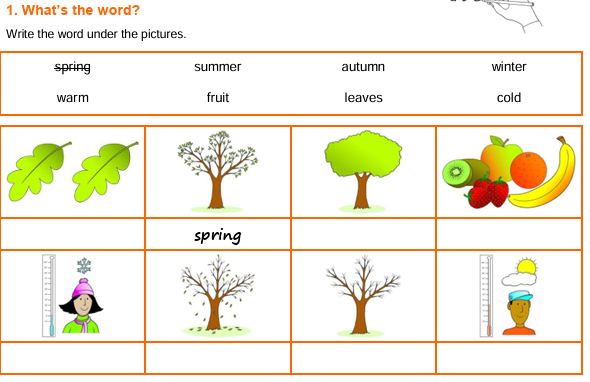 1. What's the word?
Write the word under the pictures.
spring summer autumn winter
warm fruit leaves cold
spring